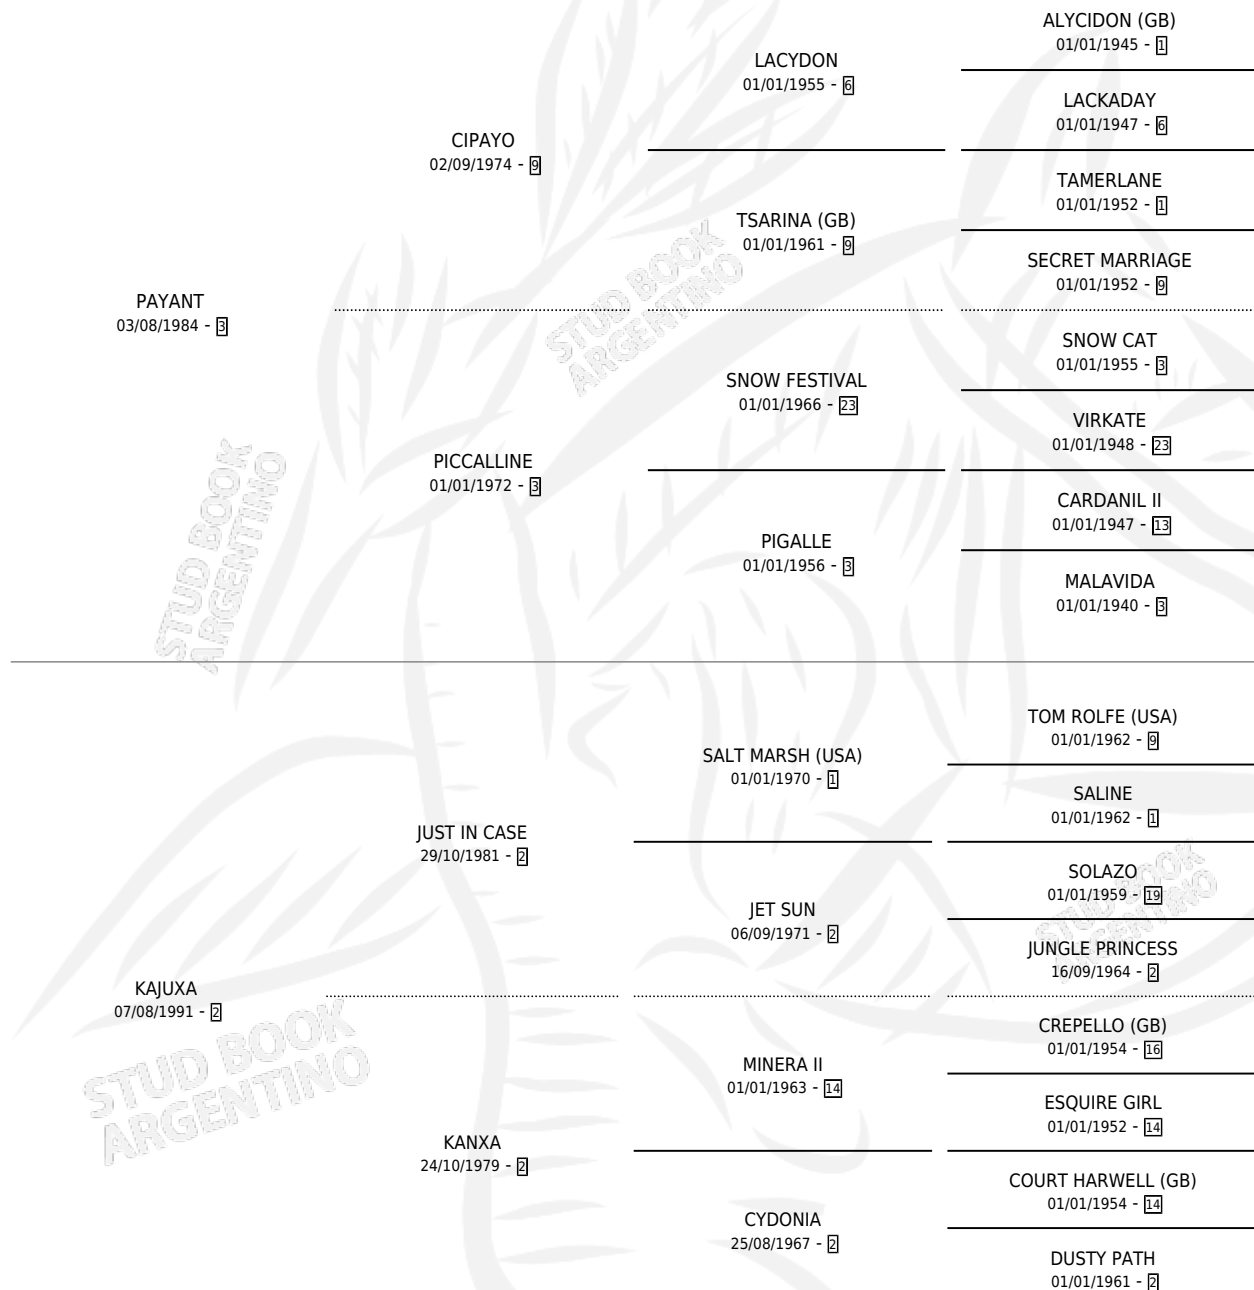 ALYCIDON (GB)
01/01/1945 - 1
LACYDON
01/01/1955 - 6
LACKADAY
01/01/1947 - 6
CIPAYO
02/09/1974 - 9
TAMERLANE
01/01/1952 - 1
TSARINA (GB)
01/01/1961 - 9
SECRET MARRIAGE
01/01/1952 - 9
PAYANT
03/08/1984 - 3
STUD BOOK
ARGENTINO
SNOW CAT
01/01/1955 - 3
SNOW FESTIVAL
01/01/1966 - 23
VIRKATE
01/01/1948 - 23
PICCALLINE
01/01/1972 - 3
CARDANIL II
01/01/1947 - 13
PIGALLE
01/01/1956 - 3
MALAVIDA
01/01/1940 - 3
STUD BOOK
ARGENTINO
TOM ROLFE (USA)
01/01/1962 - 9
SALT MARSH (USA)
01/01/1970 - 1
SALINE
01/01/1962 - 1
JUST IN CASE
29/10/1981 - 2
SOLAZO
01/01/1959 - 19
JET SUN
06/09/1971 - 2
JUNGLE PRINCESS
16/09/1964 - 2
STUD BOOK
ARGENTINO
KAJUXA
07/08/1991 - 2
CREPELLO (GB)
01/01/1954 - 16
MINERA II
01/01/1963 - 14
ESQUIRE GIRL
01/01/1952 - 14
STUD BOOK
ARGENTINO
KANXA
24/10/1979 - 2
COURT HARWELL (GB)
01/01/1954 - 14
CYDONIA
25/08/1967 - 2
DUSTY PATH
01/01/1961 - 2